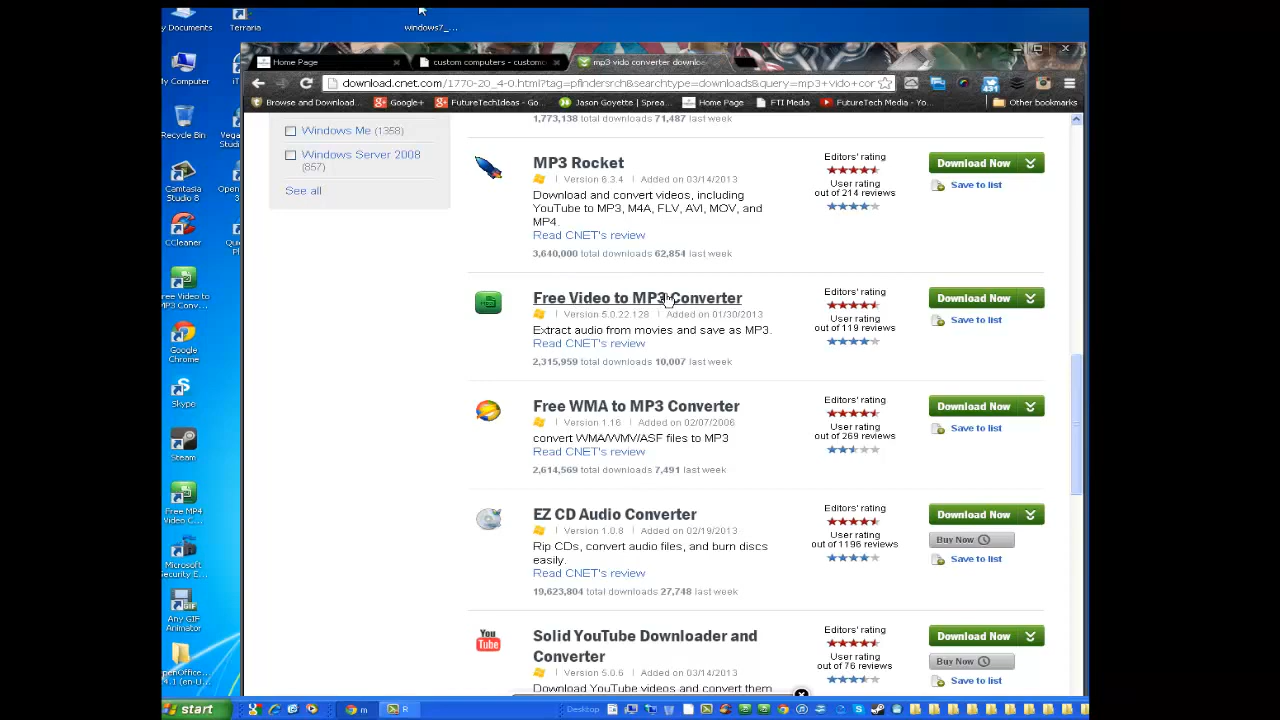 y Documents
Terraria
windows7_...
My Computer
Recycle Bin
Camtasia
Studio 8
CCleaner
Free Video to
MP3 Conv...
Google
Chrome
Skype
Steam
Free MP4
Video C...
Microsoft
Security E...
Any GIF
Animator
Home Page
custom computers - custom
mp3 vido converter downlo
download.cnet.com/1770-20_4-0.html?tag=pfindersrch&searchtype=downloads&query=mp3+vido+cor
431
Browse and Download...
Google+
FutureTechIdeas - Go...
Jason Goyette | Sprea...
Home Page
FTI Media
FutureTech Media - Yo...
Other bookmarks
Windows Me (1358)
Windows Server 2008
(857)
See all
1,773,138 total downloads 71,487 last week
MP3 Rocket
Version 6.3.4 | Added on 03/14/2013
Download and convert videos, including
YouTube to MP3, M4A, FLV, AVI, MOV, and
MP4.
Read CNET's review
3,640,000 total downloads 62,854 last week
Editors' rating
User rating
out of 214 reviews
Download Now
Save to list
Free Video to MP3 Converter
Version 5.0.22.128 | Added on 01/30/2013
Extract audio from movies and save as MP3.
Read CNET's review
2,315,959 total downloads 10,007 last week
Editors' rating
User rating
out of 119 reviews
Download Now
Save to list
Free WMA to MP3 Converter
Version 1.16 | Added on 02/07/2006
convert WMA/WMV/ASF files to MP3
Read CNET's review
2,614,569 total downloads 7,491 last week
Editors' rating
User rating
out of 269 reviews
Download Now
Save to list
EZ CD Audio Converter
Version 1.0.8 | Added on 02/19/2013
Rip CDs, convert audio files, and burn discs
easily.
Read CNET's review
19,623,804 total downloads 27,748 last week
Editors' rating
User rating
out of 1196 reviews
Download Now
Buy Now
Save to list
You
Tube
Solid YouTube Downloader and
Converter
Version 5.0.6 | Added on 03/14/2013
Download YouTube videos and convert them
Editors' rating
User rating
out of 76 reviews
Download Now
Buy Now
Save to list
start
m
R
Desktop